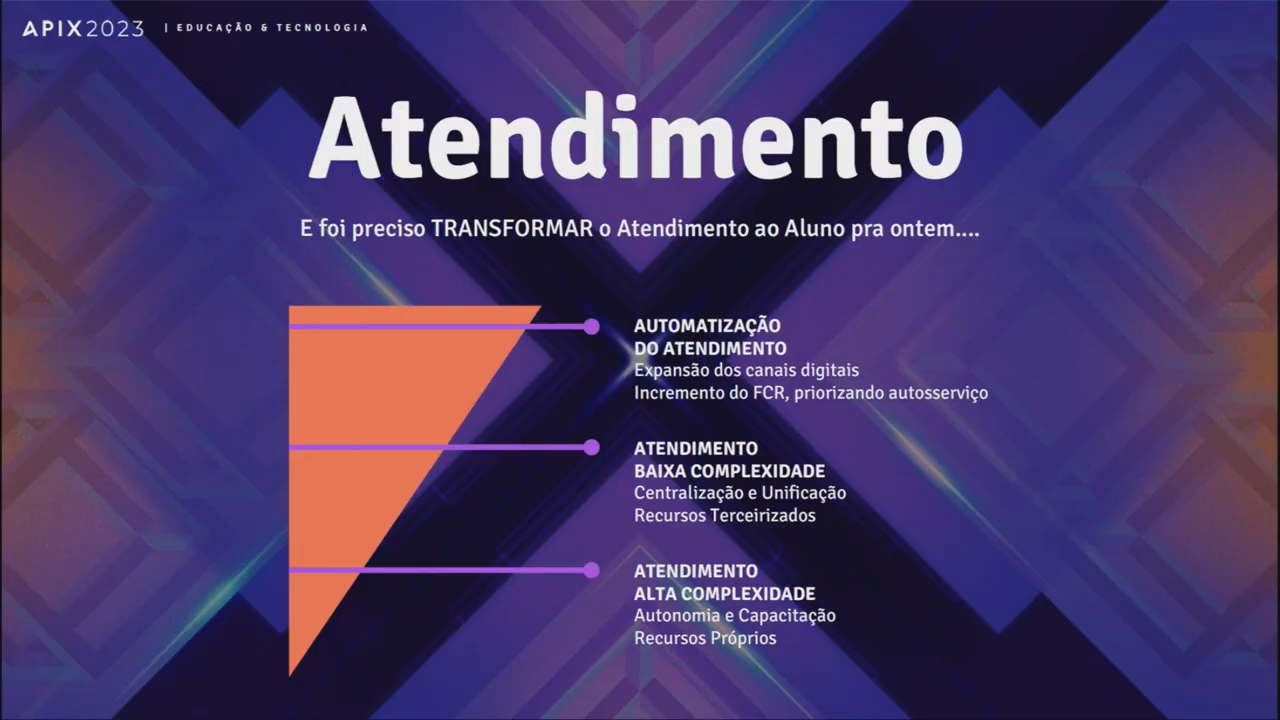 APIX2023 | EDUCAÇÃO & TECNOLOGIA
Atendimento
E foi preciso TRANSFORMAR o Atendimento ao Aluno pra ontem....
AUTOMATIZAÇÃO
DO ATENDIMENTO
Expansão dos canais digitais
Incremento do FCR, priorizando autosserviço
ATENDIMENTO
BAIXA COMPLEXIDADE
Centralização e Unificação
Recursos Terceirizados
ATENDIMENTO
ALTA COMPLEXIDADE
Autonomia e Capacitação
Recursos Próprios